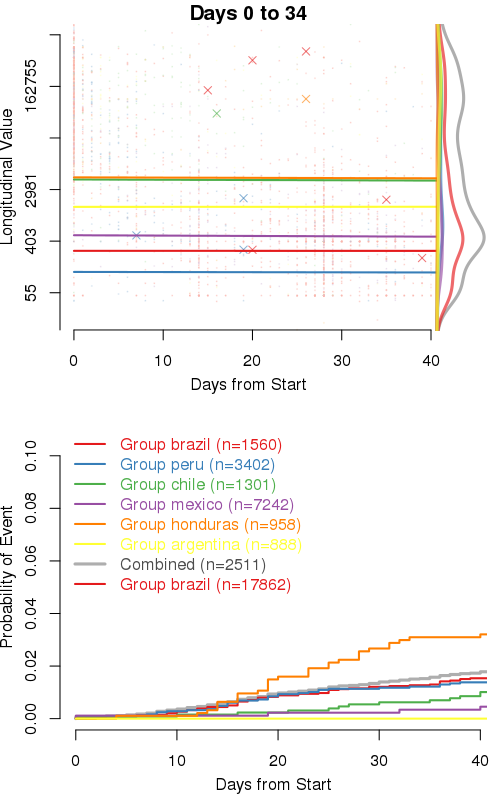 Days 0 to 34
Longitudinal Value
162755
2981
403
55
0 10 20 30 40
Days from Start
Probability of Event
0.10
0.08
0.06
0.04
0.02
0.00
Group brazil (n=1560)
Group peru (n=3402)
Group chile (n=1301)
Group mexico (n=7242)
Group honduras (n=958)
Group argentina (n=888)
Combined (n=2511)
Group brazil (n=17862)
0 10 20 30 40
Days from Start